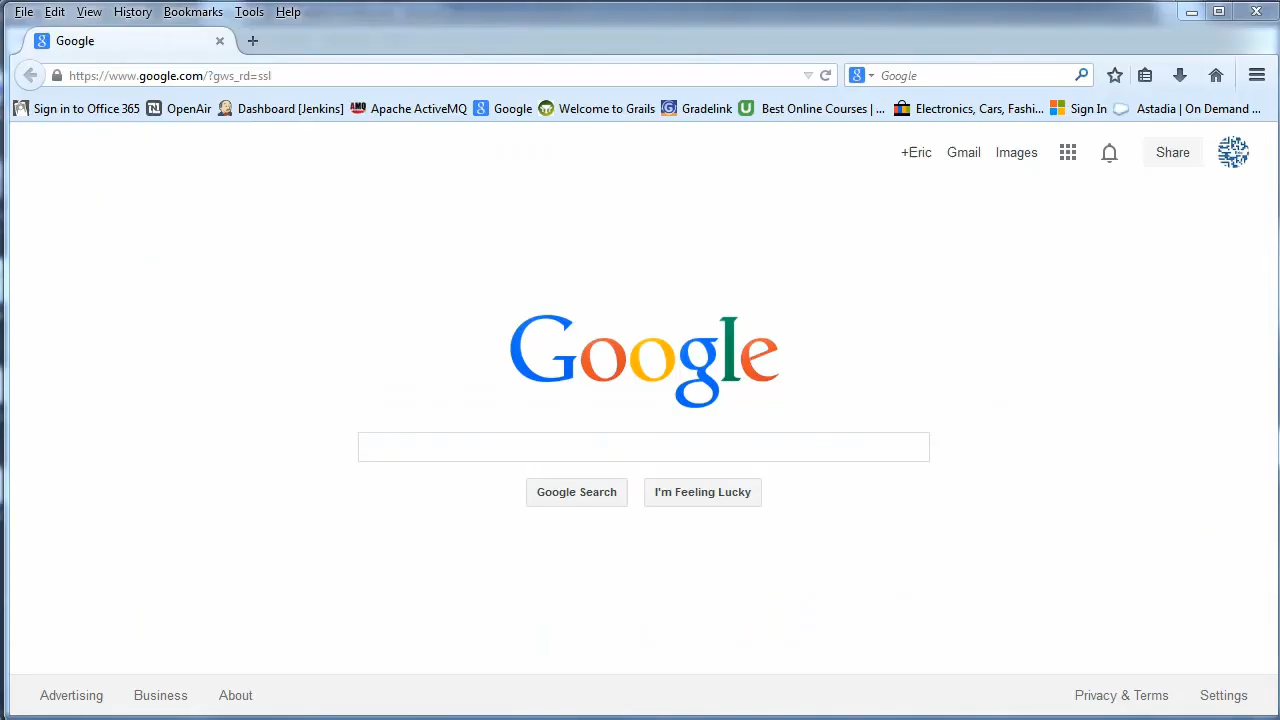 File Edit View History Bookmarks Tools Help
Google
https://www.google.com/?gws_rd=ssl Google
Sign in to Office 365 OpenAir Dashboard [Jenkins] Apache ActiveMQ Google Welcome to Grails Gradelink Best Online Courses | ... Electronics, Cars, Fashi... Sign In Astadia | On Demand ...
+Eric Gmail Images Share
Google
Google Search I'm Feeling Lucky
Advertising Business About Privacy & Terms Settings